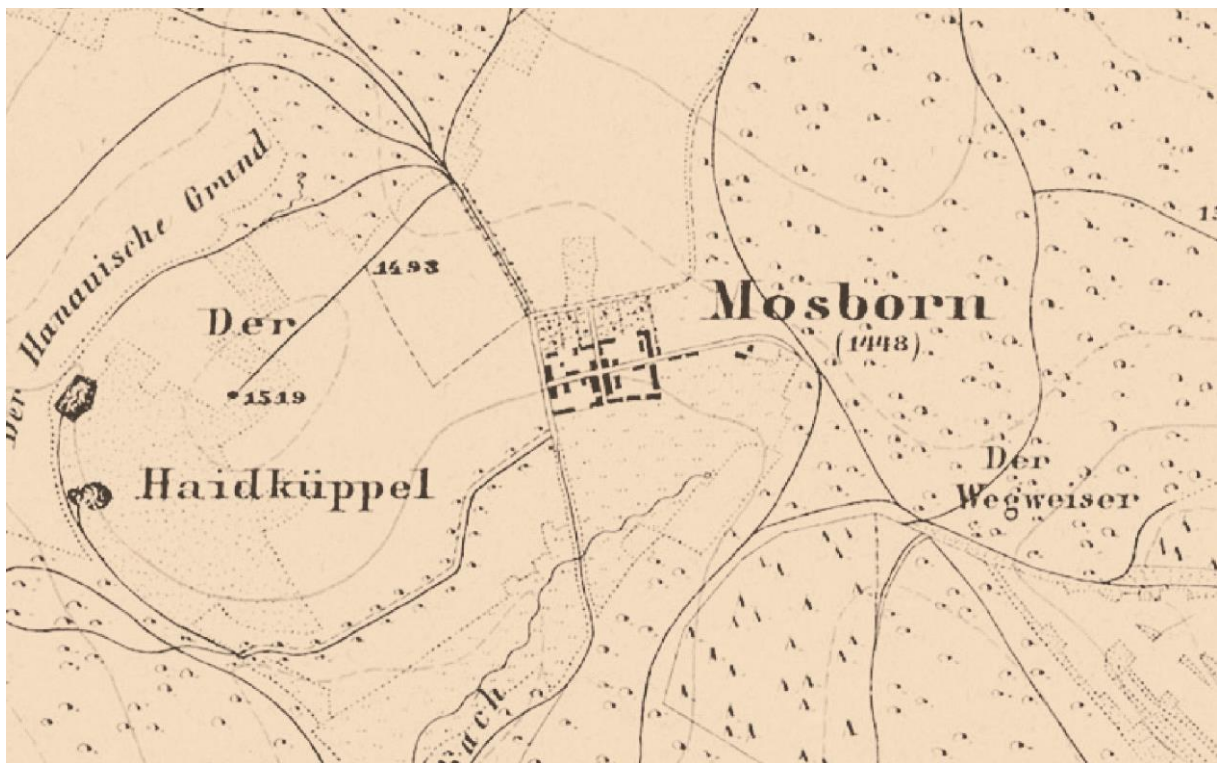 Der Hanauische Grund
1493
Der
1519
Haidküppel
Mosborn
(1448)
Der
Wegweiser
Bach